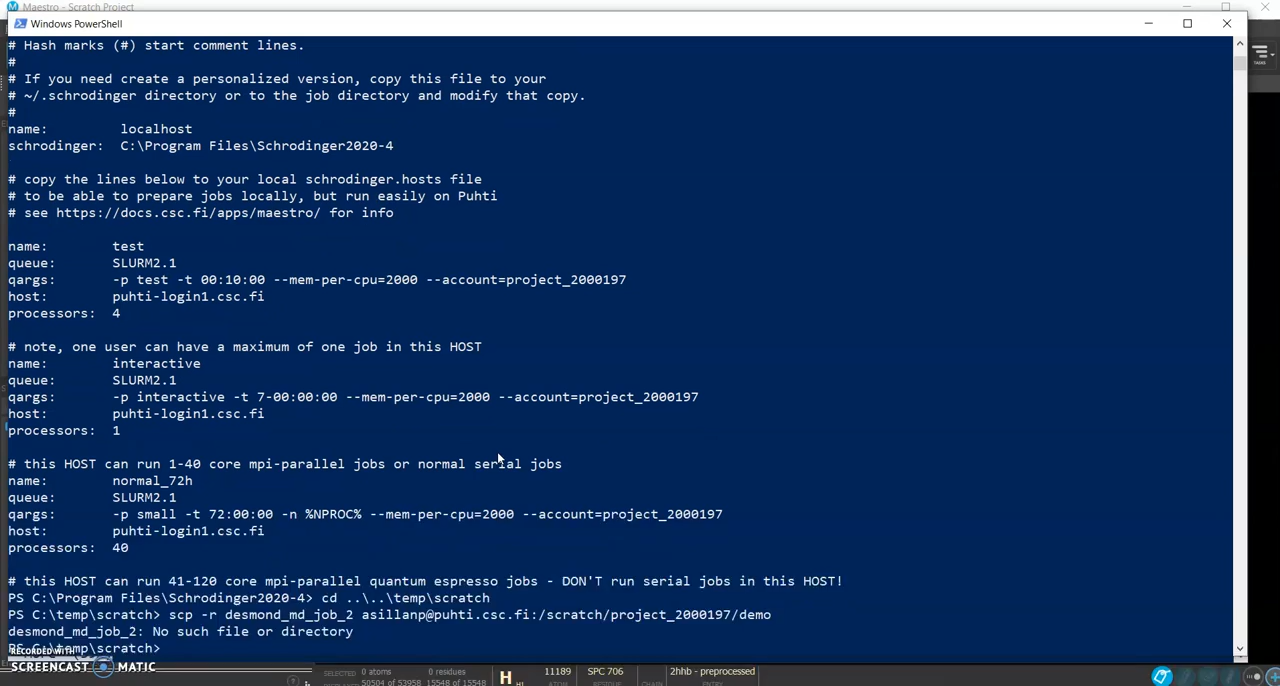 Maestro - Scratch Project
Windows PowerShell
# Hash marks (#) start comment lines.
#
# If you need create a personalized version, copy this file to your
# ~/.schrodinger directory or to the job directory and modify that copy.
#
name:         localhost
schrodinger:  C:\Program Files\Schrodinger2020-4
# copy the lines below to your local schrodinger.hosts file
# to be able to prepare jobs locally, but run easily on Puhti
# see https://docs.csc.fi/apps/maestro/ for info
name:        test
queue:       SLURM2.1
qargs:       -p test -t 00:10:00 --mem-per-cpu=2000 --account=project_2000197
host:        puhti-login1.csc.fi
processors:  4
# note, one user can have a maximum of one job in this HOST
name:        interactive
queue:       SLURM2.1
qargs:       -p interactive -t 7-00:00:00 --mem-per-cpu=2000 --account=project_2000197
host:        puhti-login1.csc.fi
processors:  1
# this HOST can run 1-40 core mpi-parallel jobs or normal serial jobs
name:        normal_72h
queue:       SLURM2.1
qargs:       -p small -t 72:00:00 -n %NPROC% --mem-per-cpu=2000 --account=project_2000197
host:        puhti-login1.csc.fi
processors:  40
# this HOST can run 41-120 core mpi-parallel quantum espresso jobs - DON'T run serial jobs in this HOST!
PS C:\Program Files\Schrodinger2020-4> cd ..\..\temp\scratch
PS C:\temp\scratch> scp -r desmond_md_job_2 asillanp@puhti.csc.fi:/scratch/project_2000197/demo
desmond_md_job_2: No such file or directory
PS C:\temp\scratch>
RECORDED WITH
SCREENCAST MATIC
TASKS
SELECTED 0 atoms 0 residues H 11189 SPC 706 2hhb - preprocessed
50504 of 53958 15548 of 15548 H₂ ATOM RESIDUE CHAIN ENTRY